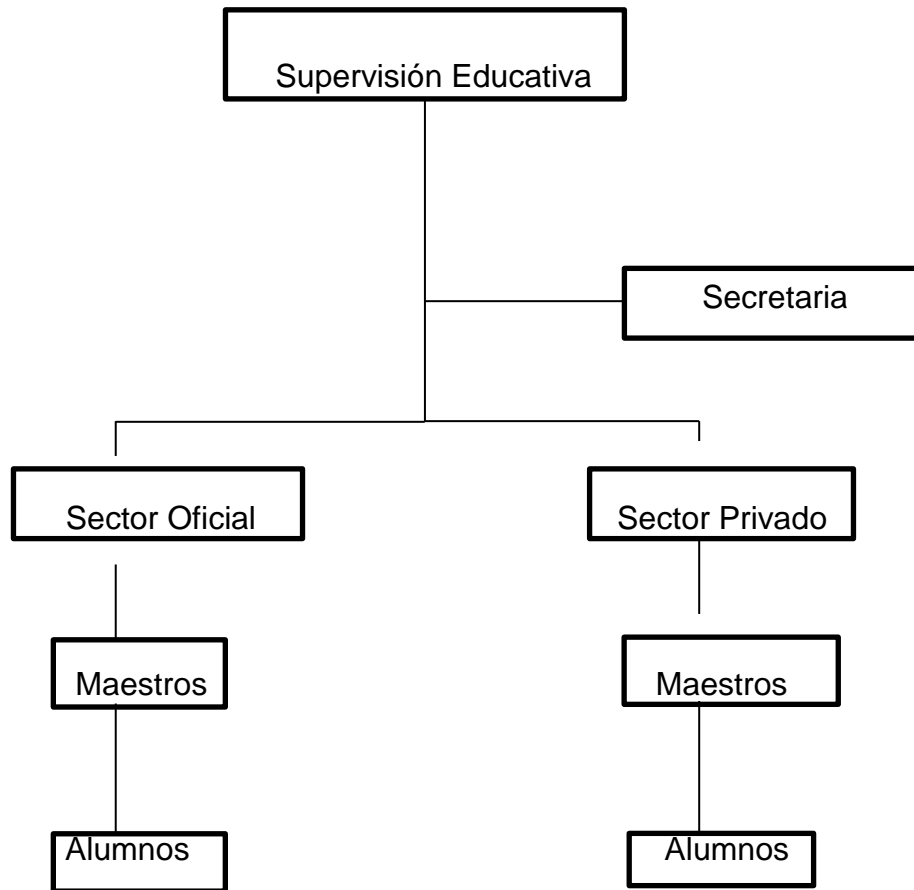 Supervisión Educativa
Secretaria
Sector Oficial
Sector Privado
Maestros
Maestros
Alumnos
Alumnos